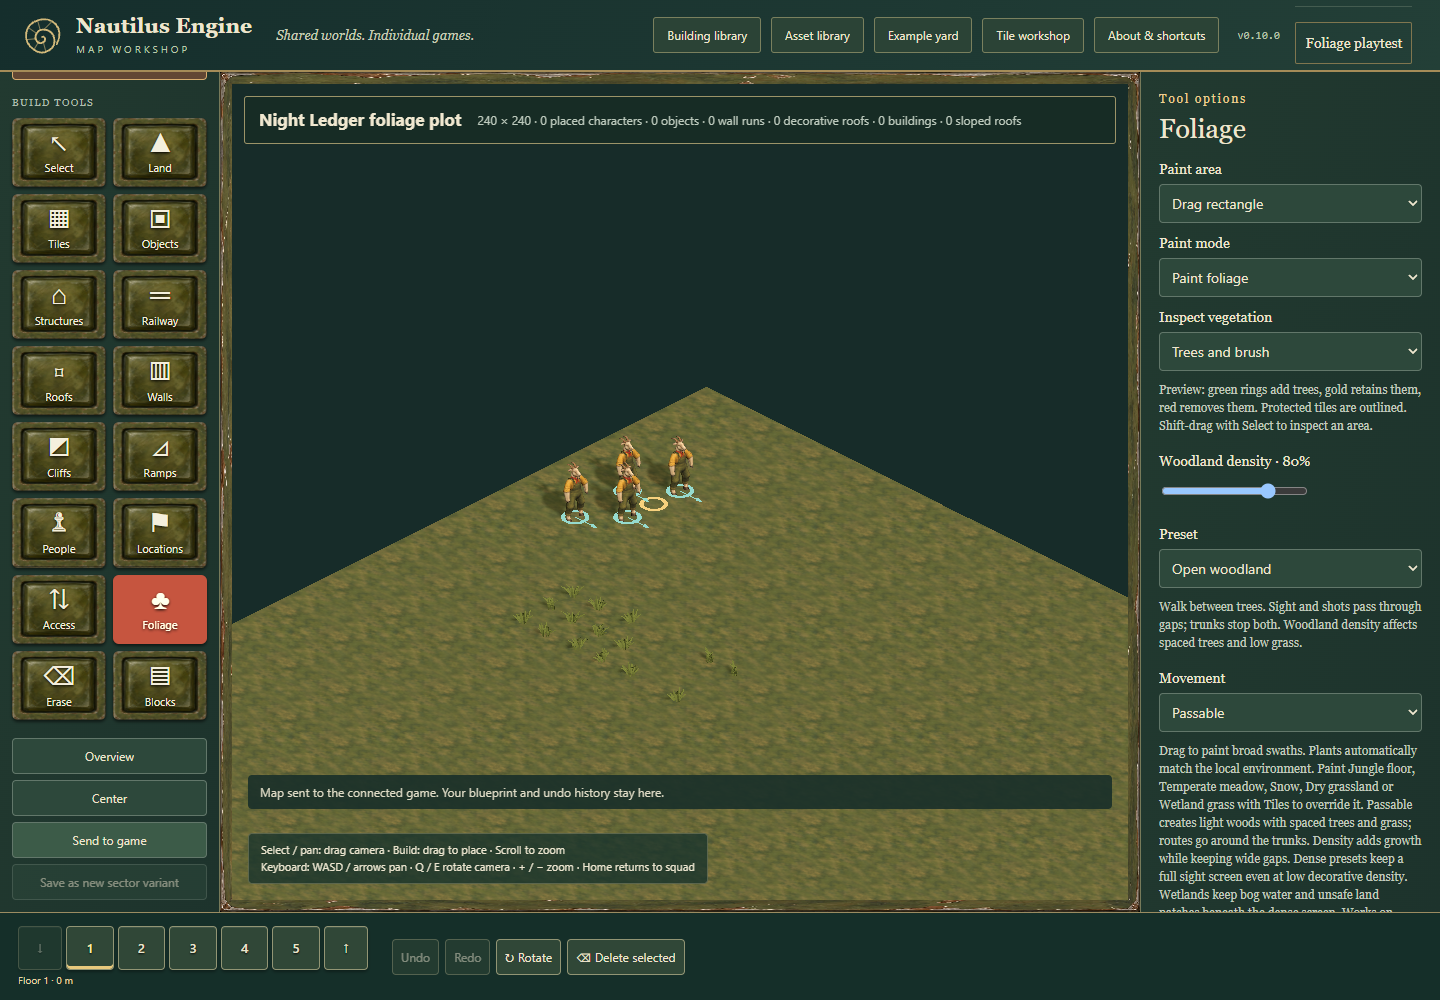 Nautilus Engine
MAP WORKSHOP
Shared worlds. Individual games.
Building library
Asset library
Example yard
Tile workshop
About & shortcuts
v0.10.0
Foliage playtest
BUILD TOOLS
Select
Land
Tiles
Objects
Structures
Railway
Roofs
Walls
Cliffs
Ramps
People
Locations
Access
Foliage
Erase
Blocks
Overview
Center
Send to game
Save as new sector variant
Night Ledger foliage plot
240 × 240 · 0 placed characters · 0 objects · 0 wall runs · 0 decorative roofs · 0 buildings · 0 sloped roofs
Map sent to the connected game. Your blueprint and undo history stay here.
Select / pan: drag camera · Build: drag to place · Scroll to zoom
Keyboard: WASD / arrows pan · Q / E rotate camera · + / − zoom · Home returns to squad
Tool options
Foliage
Paint area
Drag rectangle
Paint mode
Paint foliage
Inspect vegetation
Trees and brush
Preview: green rings add trees, gold retains them,
red removes them. Protected tiles are outlined.
Shift-drag with Select to inspect an area.
Woodland density · 80%
Preset
Open woodland
Walk between trees. Sight and shots pass through
gaps; trunks stop both. Woodland density affects
spaced trees and low grass.
Movement
Passable
Drag to paint broad swaths. Plants automatically
match the local environment. Paint Jungle floor,
Temperate meadow, Snow, Dry grassland or
Wetland grass with Tiles to override it. Passable
creates light woods with spaced trees and grass;
routes go around the trunks. Density adds growth
while keeping wide gaps. Dense presets keep a
full sight screen even at low decorative density.
Wetlands keep bog water and unsafe land
patches beneath the dense screen. Works on
↓
1
2
3
4
5
↑
Floor 1 · 0 m
Undo
Redo
↻ Rotate
⌫ Delete selected